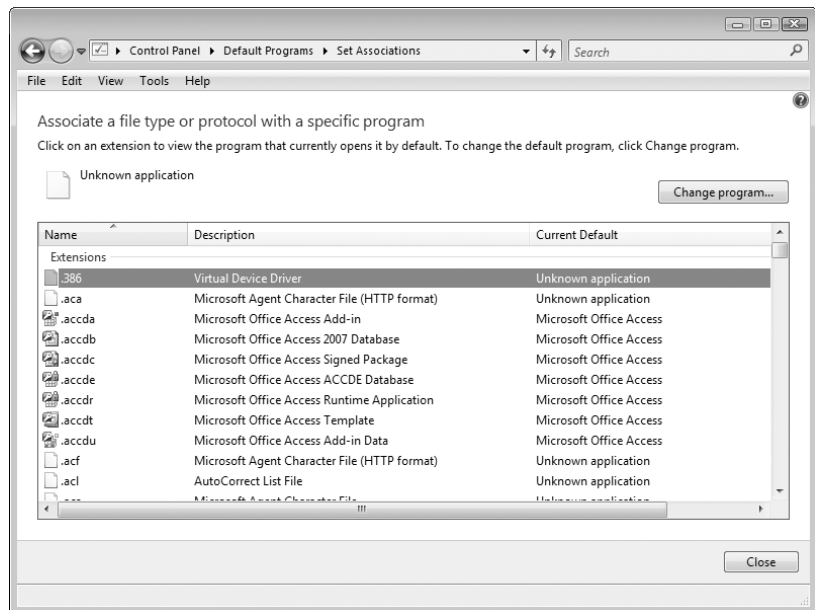 Control Panel Default Programs Set Associations Search
File Edit View Tools Help
Associate a file type or protocol with a specific program
Click on an extension to view the program that currently opens it by default. To change the default program, click Change program.
Unknown application
Change program...
Name Description Current Default
Extensions
.386 Virtual Device Driver Unknown application
.aca Microsoft Agent Character File (HTTP format) Unknown application
.accda Microsoft Office Access Add-in Microsoft Office Access
.accdb Microsoft Office Access 2007 Database Microsoft Office Access
.accdc Microsoft Office Access Signed Package Microsoft Office Access
.accde Microsoft Office Access ACCDE Database Microsoft Office Access
.accdr Microsoft Office Access Runtime Application Microsoft Office Access
.accdt Microsoft Office Access Template Microsoft Office Access
.accdu Microsoft Office Access Add-in Data Microsoft Office Access
.acf Microsoft Agent Character File (HTTP format) Unknown application
.acl AutoCorrect List File Unknown application
Microsoft Agent Character File Unknown application
Close